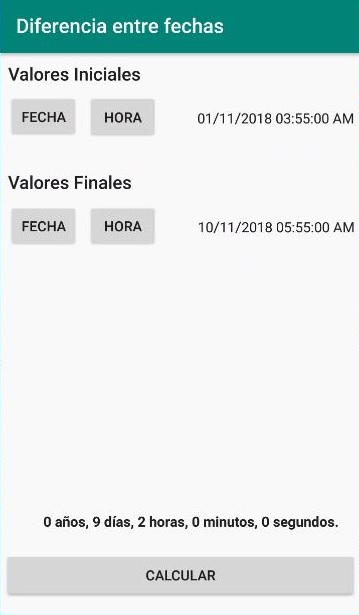 Diferencia entre fechas
Valores Iniciales
FECHA HORA 01/11/2018 03:55:00 AM
Valores Finales
FECHA HORA 10/11/2018 05:55:00 AM
0 años, 9 días, 2 horas, 0 minutos, 0 segundos.
CALCULAR